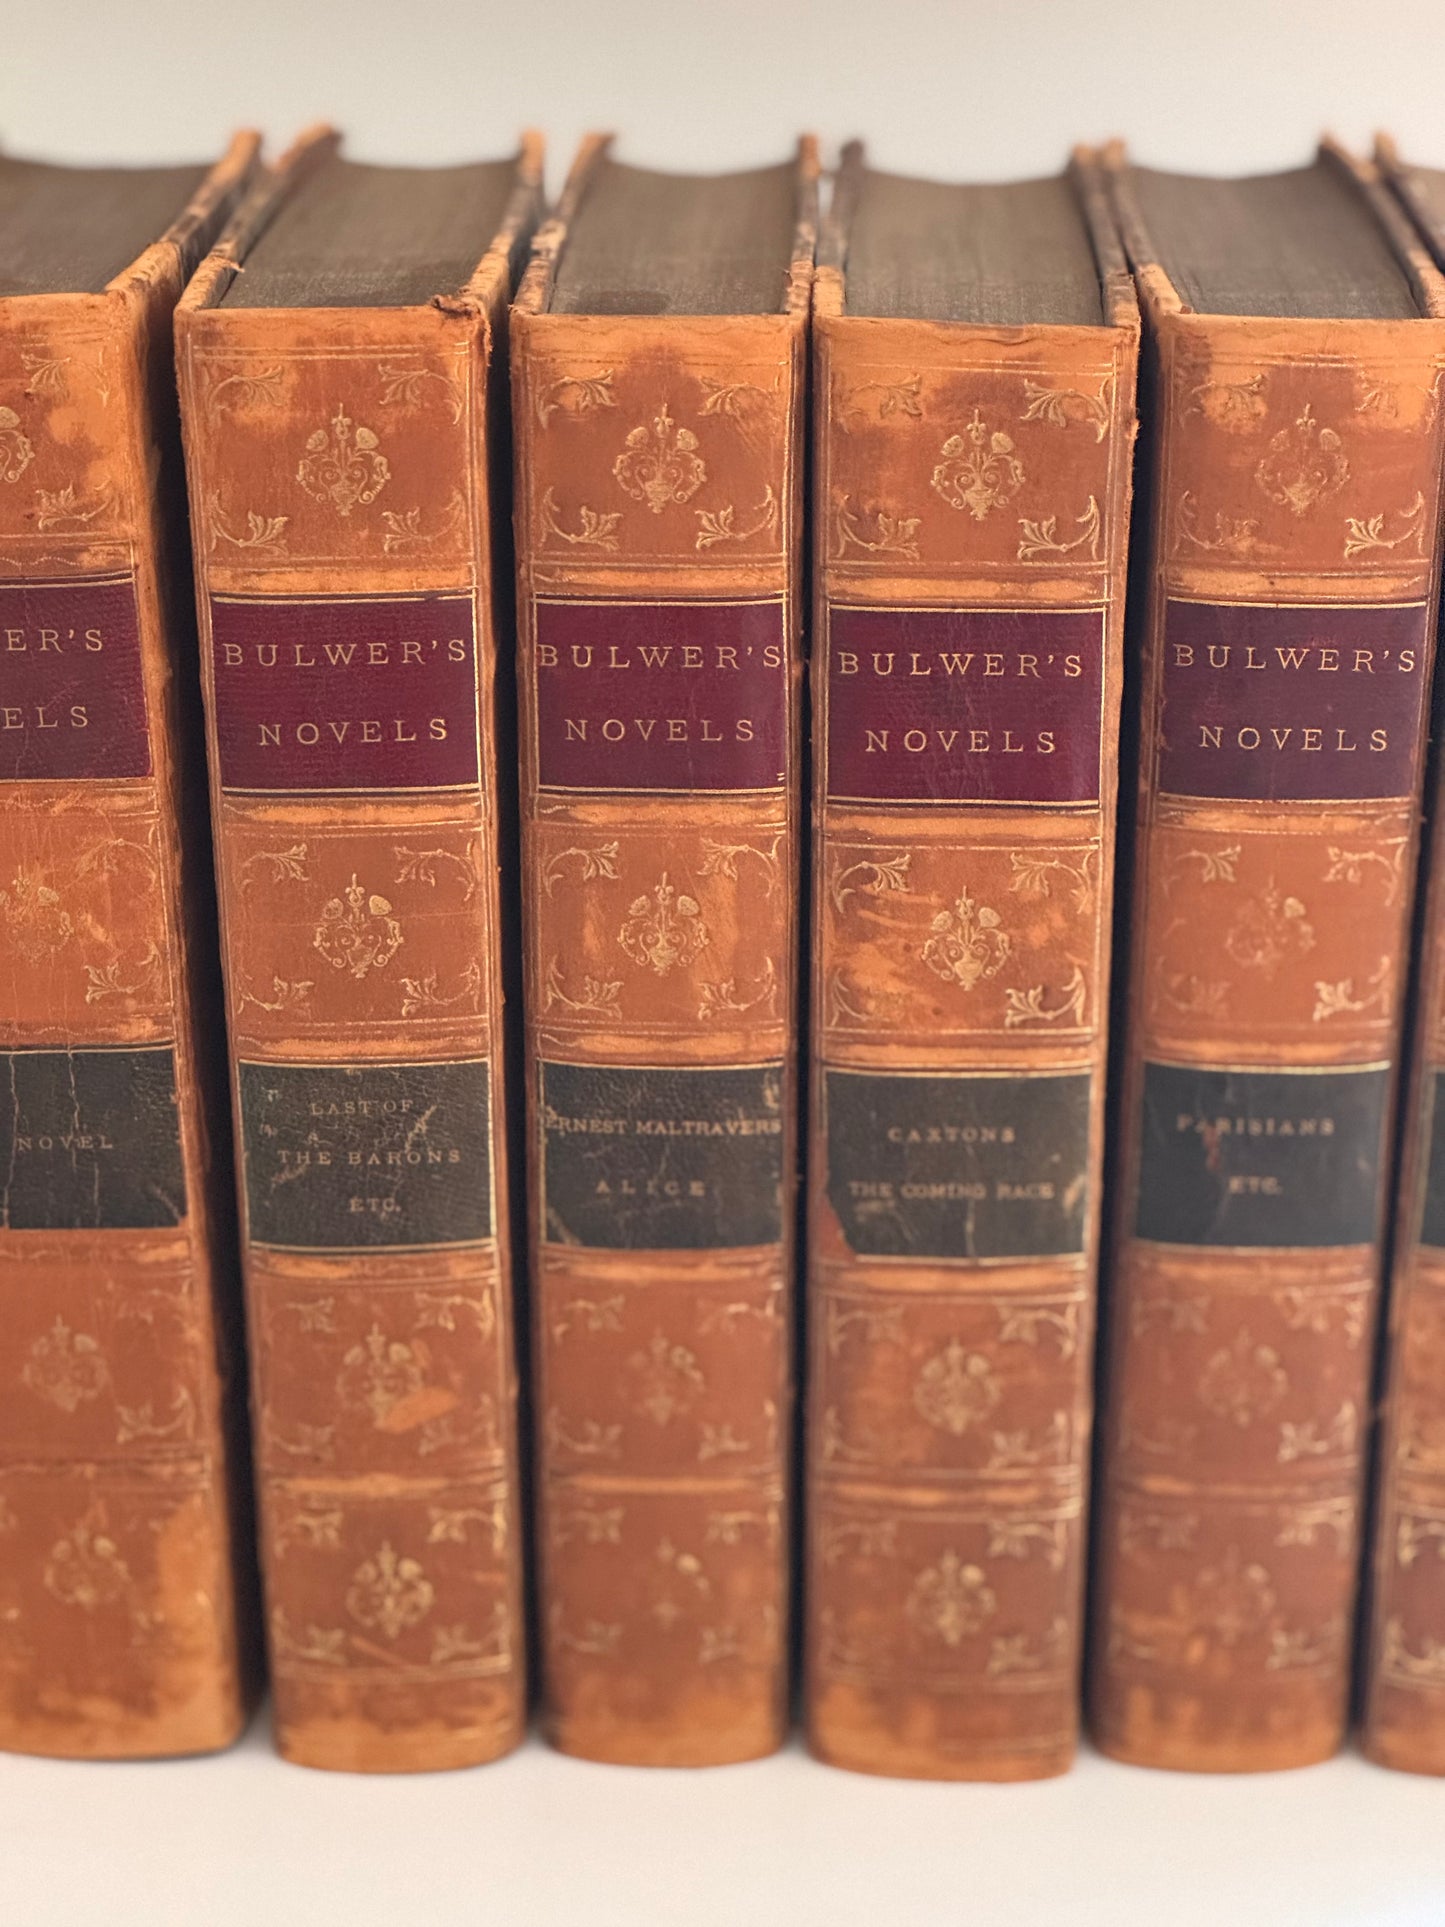 ER'S
ELS
NOVEL
BULWER'S
NOVELS
LAST OF
THE BARONS
ETC.
BULWER'S
NOVELS
ERNEST MALTRAVERS
ALICE
BULWER'S
NOVELS
CAXTONS
THE COMING RACE
BULWER'S
NOVELS
PARISIANS
ETC.